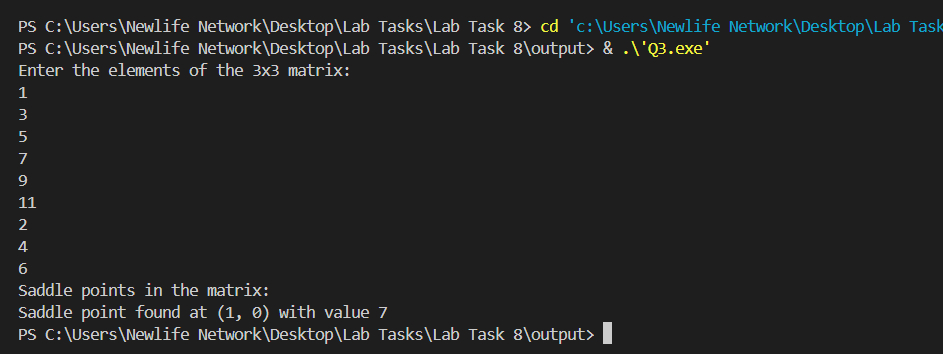 PS C:\Users\Newlife Network\Desktop\Lab Tasks\Lab Task 8> cd 'c:\Users\Newlife Network\Desktop\Lab Task
PS C:\Users\Newlife Network\Desktop\Lab Tasks\Lab Task 8\output> & .\'Q3.exe'
Enter the elements of the 3x3 matrix:
1
3
5
7
9
11
2
4
6
Saddle points in the matrix:
Saddle point found at (1, 0) with value 7
PS C:\Users\Newlife Network\Desktop\Lab Tasks\Lab Task 8\output>